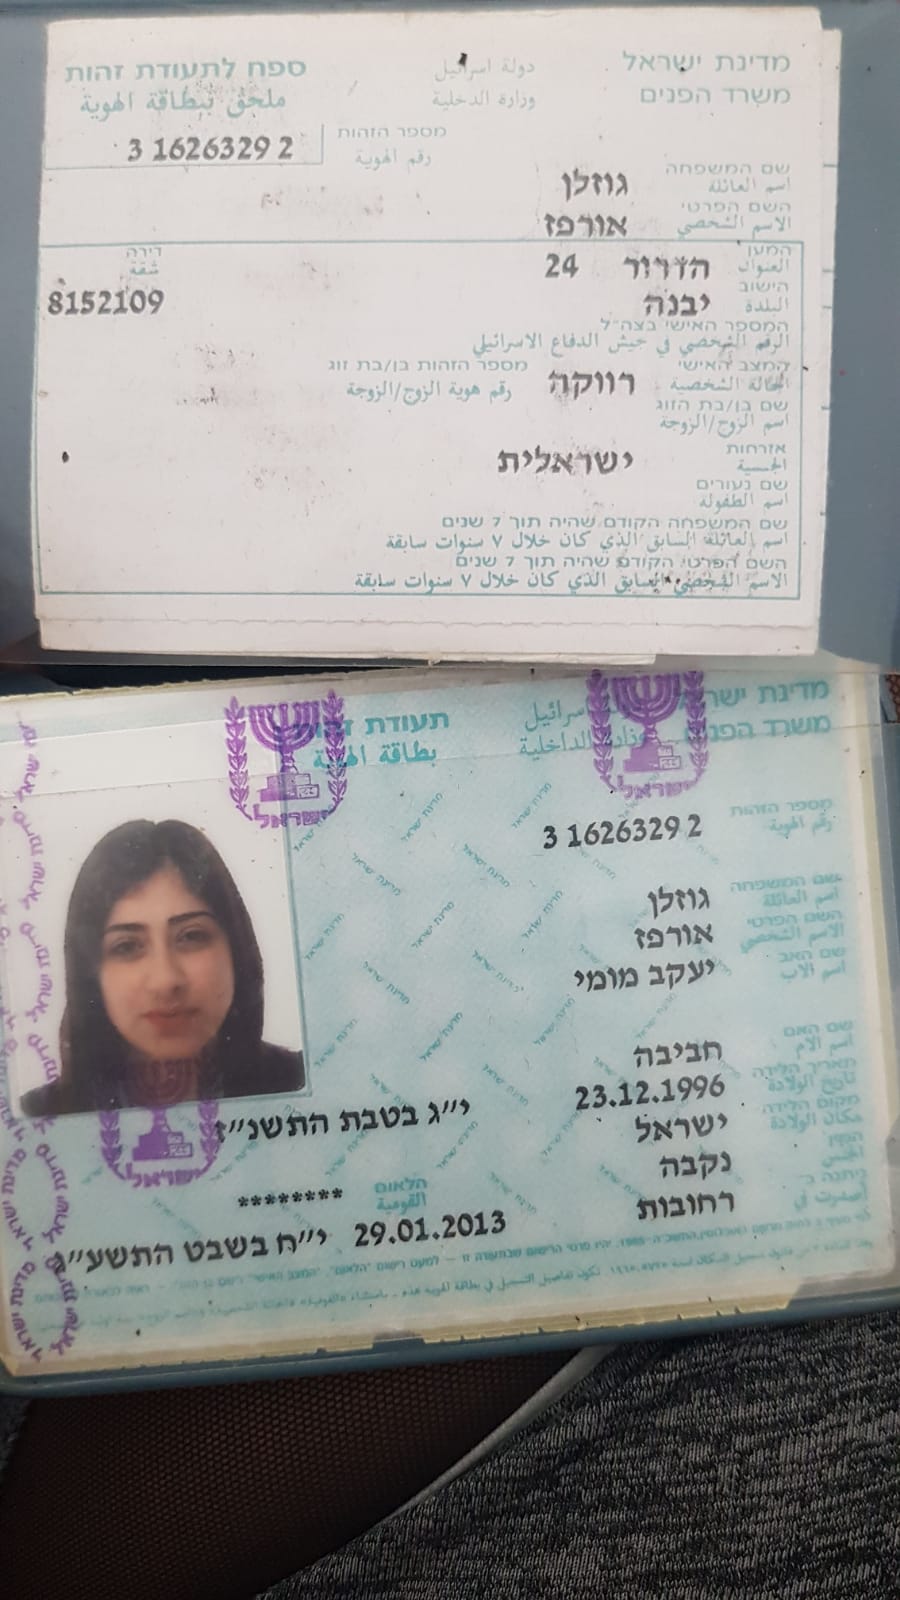 מדינת ישראל
משרד הפנים
دولة اسرائيل
وزارة الداخلية
ספח לתעודת זהות
ملحق لبطاقة الهوية
מספר הזהות
رقم الهوية
3 1626329 2
שם המשפחה
اسم العائلة
גוזלן
השם הפרטי
الاسم الشخصي
אורפז
המען
العنوان
הדרור 24
דירה
شقة
הישוב
البلدة
יבנה
8152109
המספר האישי בצה"ל
الرقم الشخصي في جيش الدفاع الاسرائيلي
המצב האישי
الحالة الشخصية
רווקה
מספר הזהות בן/בת זוג
رقم هوية الزوج/الزوجة
שם בן/בת הזוג
اسم الزوج/الزوجة
אזרחות
الجنسية
ישראלית
שם נעורים
اسم الطفولة
שם המשפחה הקודם שהיה תוך 7 שנים
اسم العائلة السابق الذي كان خلال ٧ سنوات سابقة
השם הפרטי הקודם שהיה תוך 7 שנים
الاسم الشخصي السابق الذي كان خلال ٧ سنوات سابقة
מדינת ישראל
משרד הפנים
תעודת זהות
بطاقة الهوية
ישראל
ישראל
מספר הזהות
رقم الهوية
3 1626329 2
שם המשפחה
اسم العائلة
גוזלן
השם הפרטי
الاسم الشخصي
אורפז
שם האב
اسم الاب
יעקב מומי
שם האם
اسم الام
חביבה
תאריך הלידה
تاريخ الولادة
23.12.1996
י"ג בטבת התשנ"ז
מקום הלידה
مكان الولادة
ישראל
המין
الجنس
נקבה
ניתנה ב
אصدرت في
רחובות
הלאום
القومية
********
29.01.2013 י"ח בשבט התשע"ג
ישראל